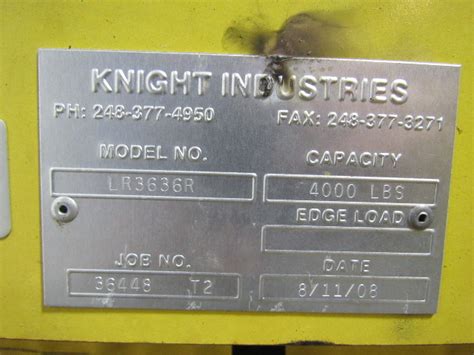 KNIGHT INDUSTRIES
PH: 248-377-4950 FAX: 248-377-3271
MODEL NO. CAPACITY
LR3636R 4000 LBS
EDGE LOAD
JOB NO. DATE
36448 T2 8/11/08